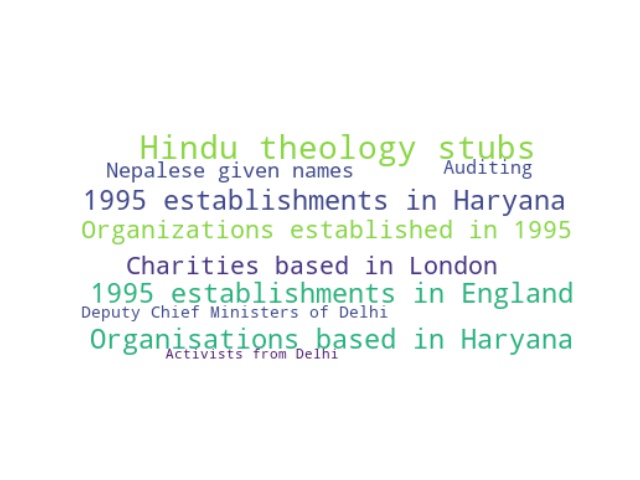 Hindu theology stubs
Nepalese given names
Auditing
1995 establishments in Haryana
Organizations established in 1995
Charities based in London
1995 establishments in England
Deputy Chief Ministers of Delhi
Organisations based in Haryana
Activists from Delhi